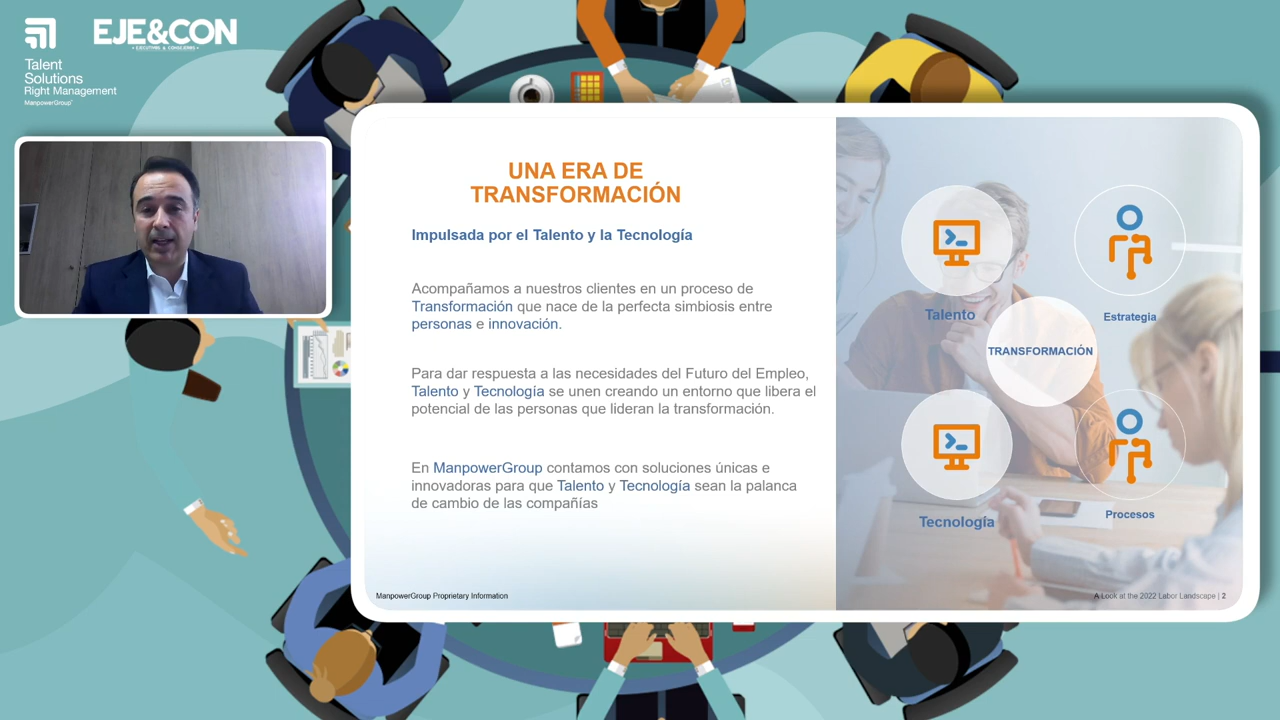 EJE&CON
• EJECUTIV@S & CONSEJER@S •
Talent
Solutions
Right Management
ManpowerGroup
UNA ERA DE
TRANSFORMACIÓN
Impulsada por el Talento y la Tecnología
Acompañamos a nuestros clientes en un proceso de
Transformación que nace de la perfecta simbiosis entre
personas e innovación.
Para dar respuesta a las necesidades del Futuro del Empleo,
Talento y Tecnología se unen creando un entorno que libera el
potencial de las personas que lideran la transformación.
En ManpowerGroup contamos con soluciones únicas e
innovadoras para que Talento y Tecnología sean la palanca
de cambio de las compañías
Talento
Estrategia
TRANSFORMACIÓN
Tecnología
Procesos
ManpowerGroup Proprietary Information
A Look at the 2022 Labor Landscape | 2